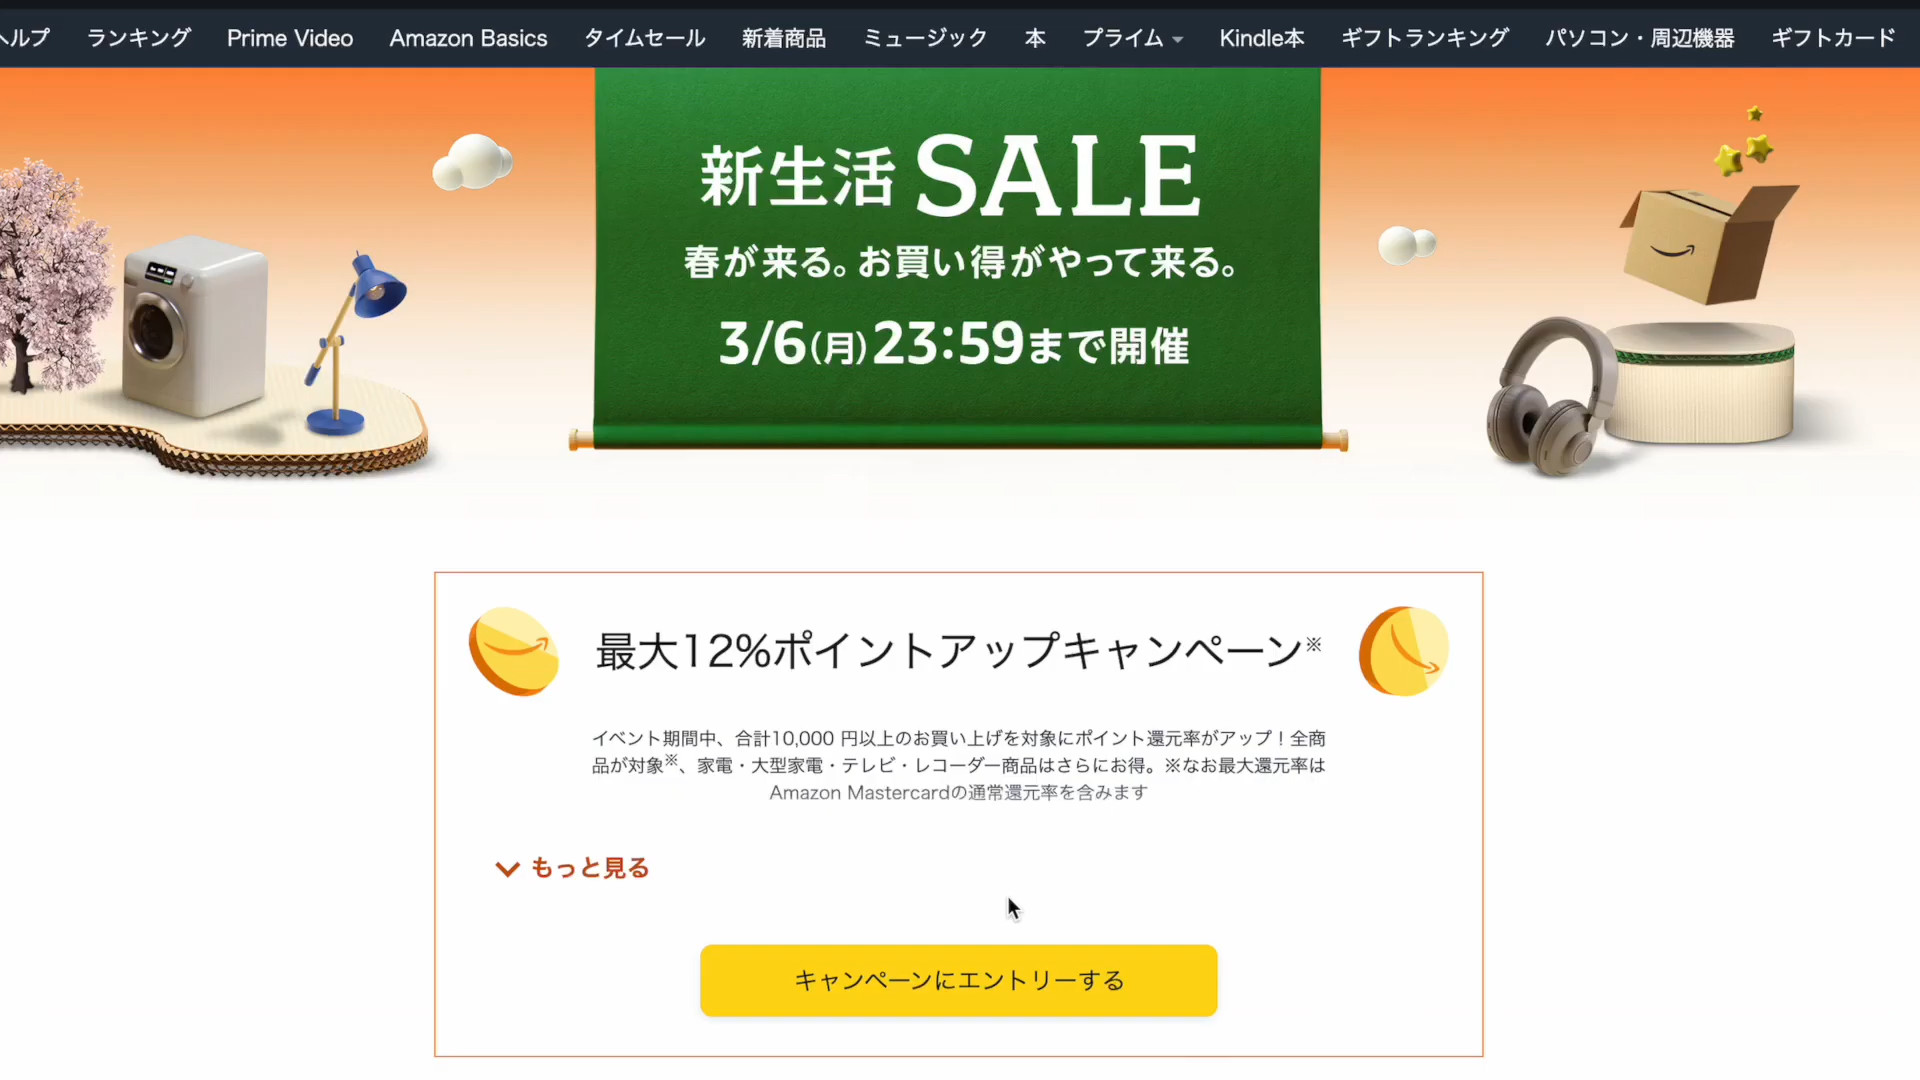 ヘルプ ランキング Prime Video Amazon Basics タイムセール 新着商品 ミュージック 本 プライム Kindle本 ギフトランキング パソコン・周辺機器 ギフトカード
新生活 SALE
春が来る。お買い得がやって来る。
3/6(月)23:59まで開催
最大12%ポイントアップキャンペーン※
イベント期間中、合計10,000 円以上のお買い上げを対象にポイント還元率がアップ！全商
品が対象※、家電・大型家電・テレビ・レコーダー商品はさらにお得。※なお最大還元率は
Amazon Mastercardの通常還元率を含みます
もっと見る
キャンペーンにエントリーする